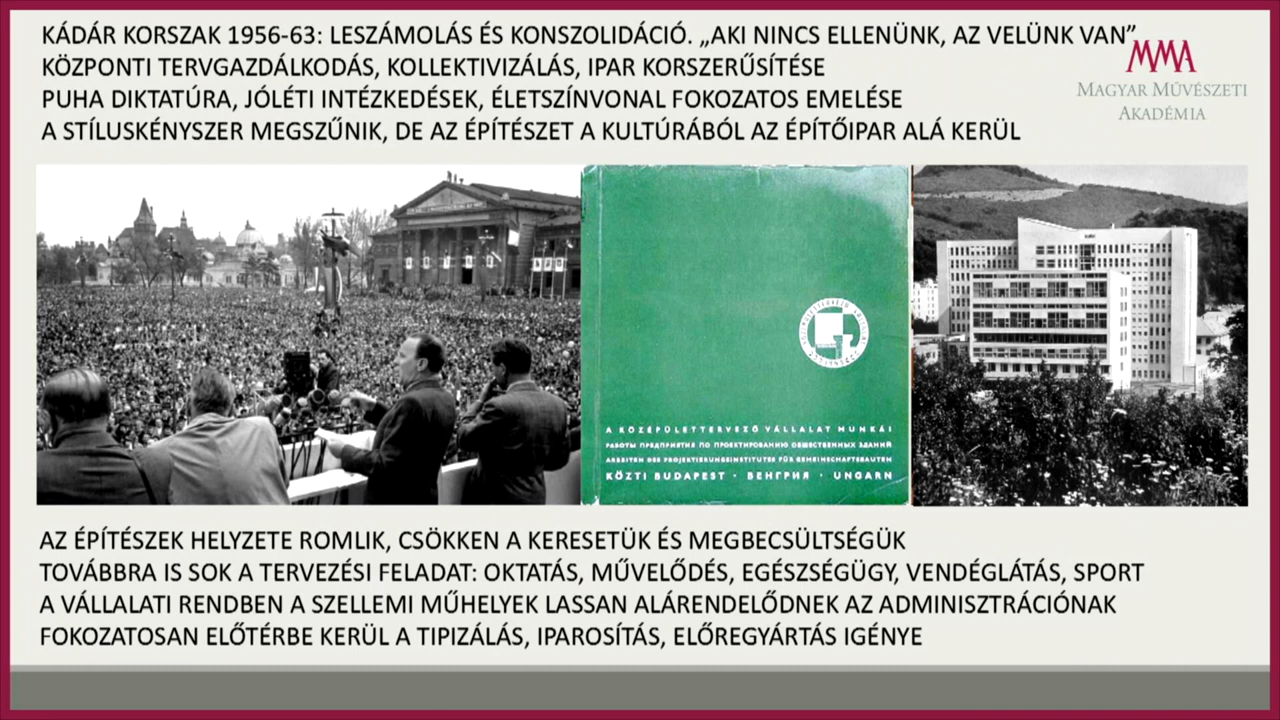 KÁDÁR KORSZAK 1956-63: LESZÁMOLÁS ÉS KONSZOLIDÁCIÓ. „AKI NINCS ELLENÜNK, AZ VELÜNK VAN”
KÖZPONTI TERVGAZDÁLKODÁS, KOLLEKTIVIZÁLÁS, IPAR KORSZERŰSÍTÉSE
PUHA DIKTATÚRA, JÓLÉTI INTÉZKEDÉSEK, ÉLETSZÍNVONAL FOKOZATOS EMELÉSE
A STÍLUSKÉNYSZER MEGSZŰNIK, DE AZ ÉPÍTÉSZET A KULTÚRÁBÓL AZ ÉPÍTŐIPAR ALÁ KERÜL
MMA
MAGYAR MŰVÉSZETI
AKADÉMIA
A KÖZÉPÜLETTERVEZŐ VÁLLALAT MUNKÁI
РАБОТЫ ПРЕДПРИЯТИЕ ПО ПРОЕКТИРОВАНИЮ ОБЩЕСТВЕННЫХ ЗДАНИЙ
ARBEITEN DES PROJEKTIERUNGSINSTITUTES FÜR GEMEINSCHAFTSBAUTEN
KÖZTI BUDAPEST · ВЕНГРИЯ · UNGARN
AZ ÉPÍTÉSZEK HELYZETE ROMLIK, CSÖKKEN A KERESETÜK ÉS MEGBECSÜLTSÉGÜK
TOVÁBBRA IS SOK A TERVEZÉSI FELADAT: OKTATÁS, MŰVELŐDÉS, EGÉSZSÉGÜGY, VENDÉGLÁTÁS, SPORT
A VÁLLALATI RENDBEN A SZELLEMI MŰHELYEK LASSAN ALÁRENDELŐDNEK AZ ADMINISZTRÁCIÓNAK
FOKOZATOSAN ELŐTÉRBE KERÜL A TIPIZÁLÁS, IPAROSÍTÁS, ELŐREGYÁRTÁS IGÉNYE